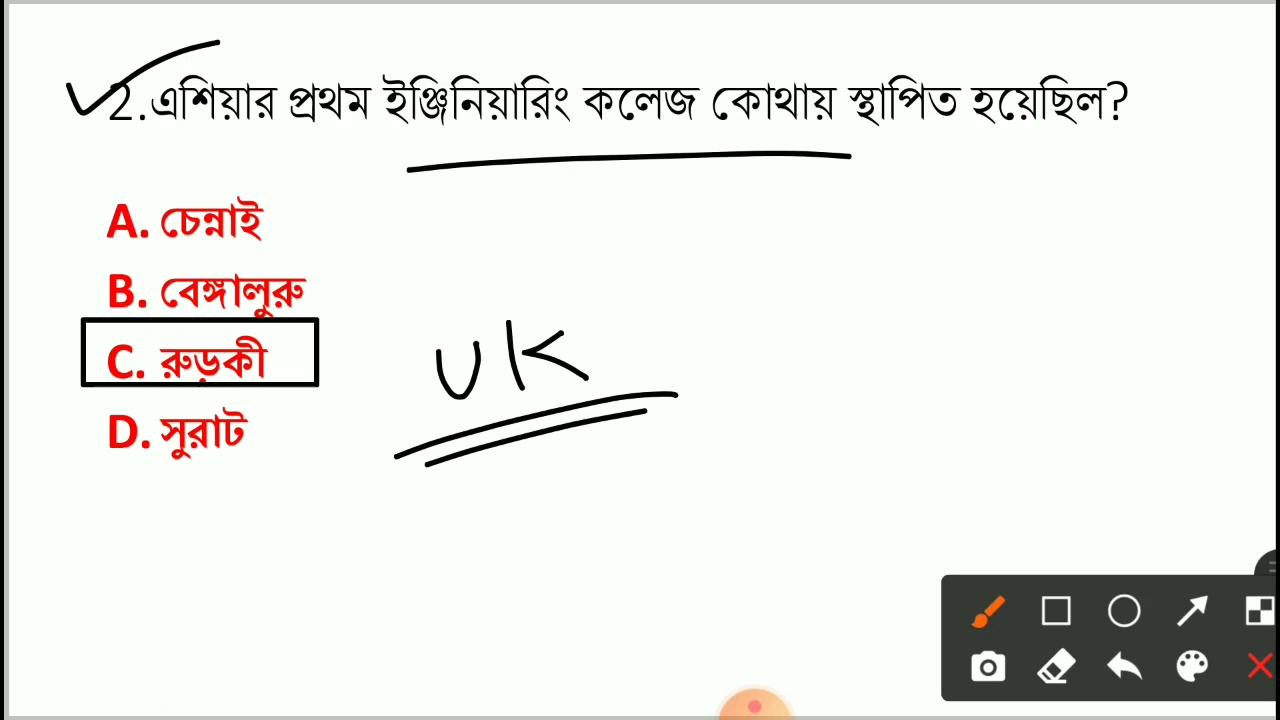 2.এশিয়ার প্রথম ইঞ্জিনিয়ারিং কলেজ কোথায় স্থাপিত হয়েছিল?
A. চেন্নাই
B. বেঙ্গালুরু
C. রুড়কী
UK
D. সুরাট